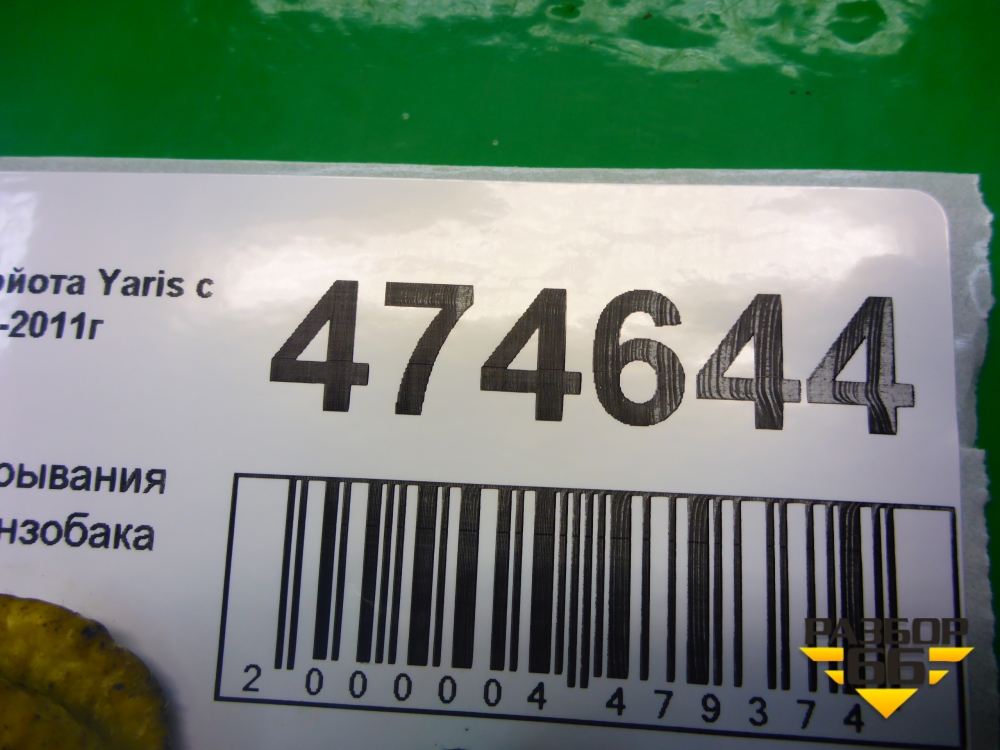 ойота Yaris с
-2011г
474644
рывания
нзобака
2 000004 479374
РАЗБОР
66